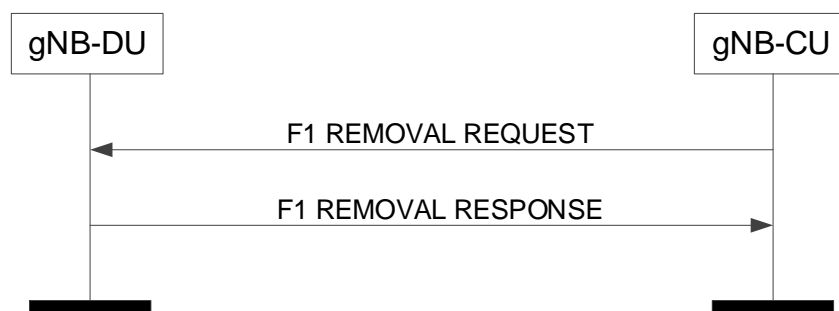 gNB-DU
gNB-CU
F1 REMOVAL REQUEST
F1 REMOVAL RESPONSE